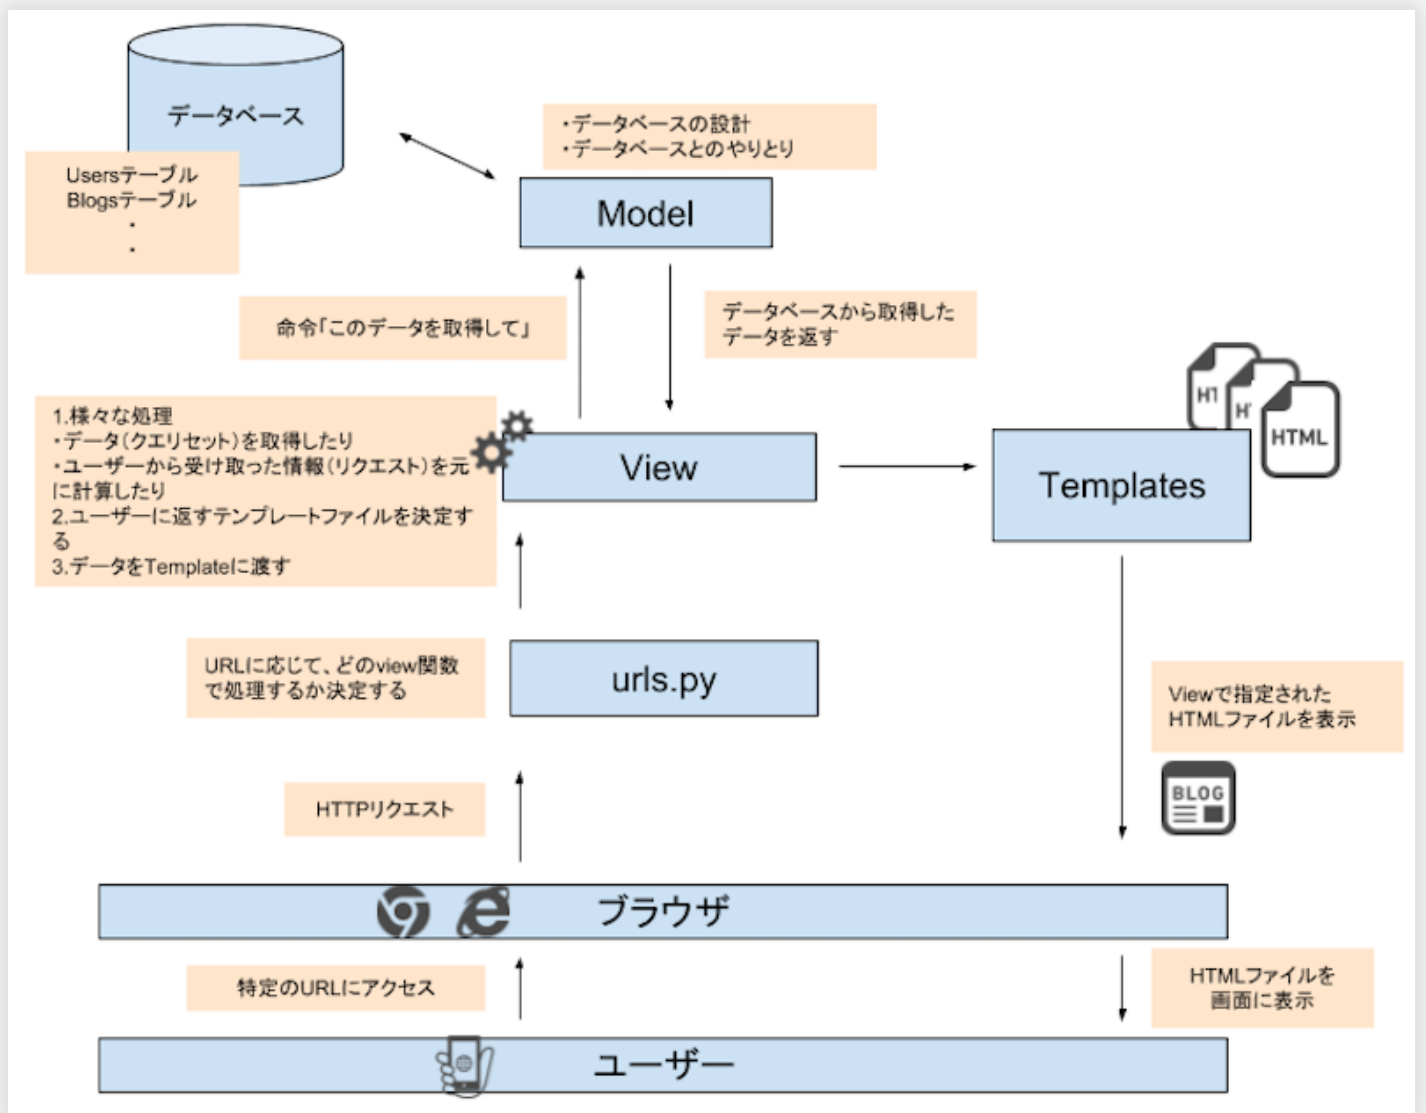 データベース
・データベースの設計
・データベースとのやりとり
Usersテーブル
Blogsテーブル
・
・
Model
命令「このデータを取得して」
データベースから取得した
データを返す
1.様々な処理
・データ(クエリセット)を取得したり
・ユーザーから受け取った情報(リクエスト)を元
に計算したり
2.ユーザーに返すテンプレートファイルを決定す
る
3.データをTemplateに渡す
View
HT
H
HTML
Templates
URLに応じて、どのview関数
で処理するか決定する
urls.py
Viewで指定された
HTMLファイルを表示
BLOG
HTTPリクエスト
ブラウザ
特定のURLにアクセス
HTMLファイルを
画面に表示
ユーザー